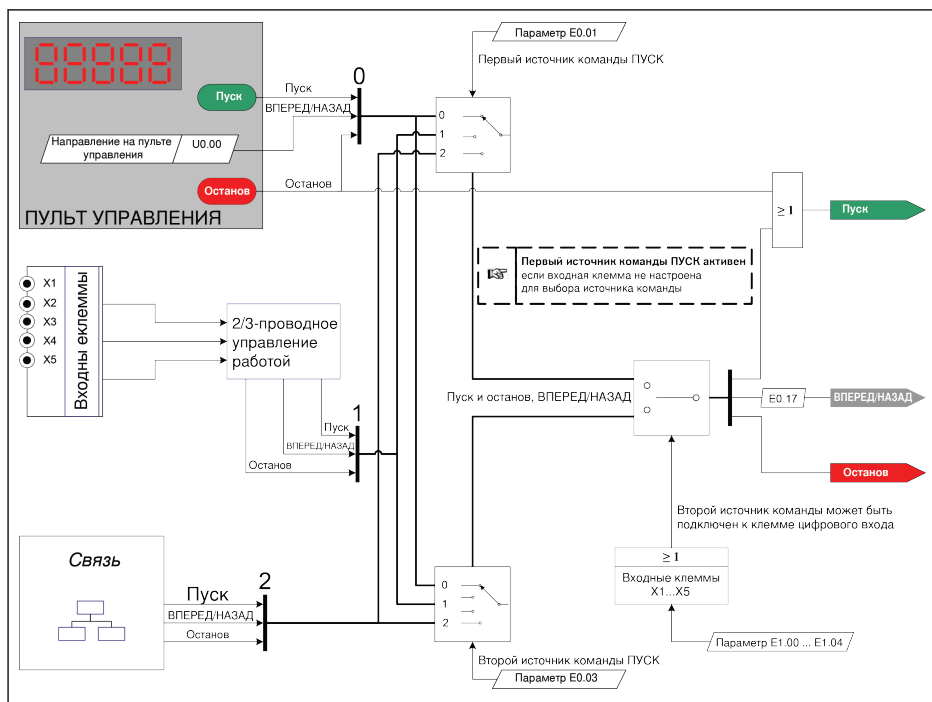 88888
Пуск
Направление на пульте
управления
U0.00
Останов
ПУЛЬТ УПРАВЛЕНИЯ
Пуск
ВПЕРЕД/НАЗАД
Останов
0
Параметр E0.01
Первый источник команды ПУСК
0
1
2
≥ 1
Пуск
Первый источник команды ПУСК активен
если входная клемма не настроена
для выбора источника команды
X1
X2
X3
X4
X5
Входны еклеммы
2/3-проводное
управление
работой
Пуск
ВПЕРЕД/НАЗАД
Останов
1
Пуск и останов, ВПЕРЕД/НАЗАД
E0.17
ВПЕРЕД/НАЗАД
Останов
Второй источник команды может быть
подключен к клемме цифрового входа
≥ 1
Входные клеммы
X1...X5
Параметр E1.00 ... E1.04
Связь
Пуск
ВПЕРЕД/НАЗАД
Останов
2
0
1
2
Второй источник команды ПУСК
Параметр E0.03